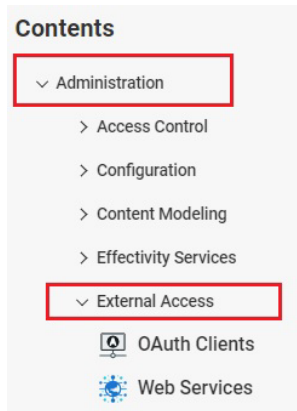 Contents
Administration
Access Control
Configuration
Content Modeling
Effectivity Services
External Access
OAuth Clients
Web Services